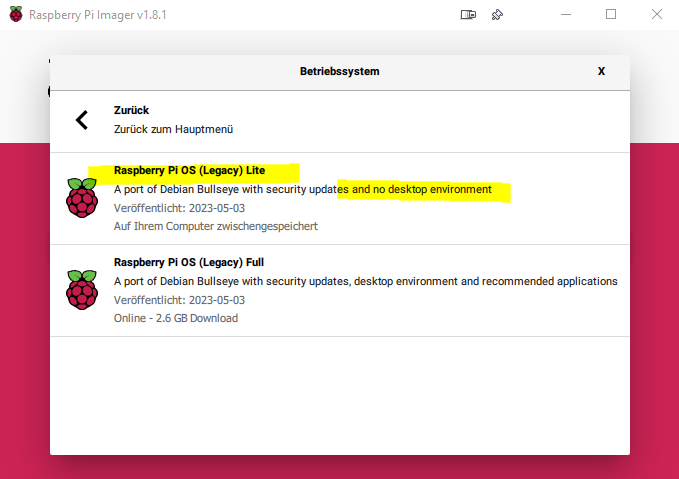 Raspberry Pi Imager v1.8.1
Betriebssystem
X
Zurück
Zurück zum Hauptmenü
Raspberry Pi OS (Legacy) Lite
A port of Debian Bullseye with security updates and no desktop environment
Veröffentlicht: 2023-05-03
Auf Ihrem Computer zwischengespeichert
Raspberry Pi OS (Legacy) Full
A port of Debian Bullseye with security updates, desktop environment and recommended applications
Veröffentlicht: 2023-05-03
Online - 2.6 GB Download